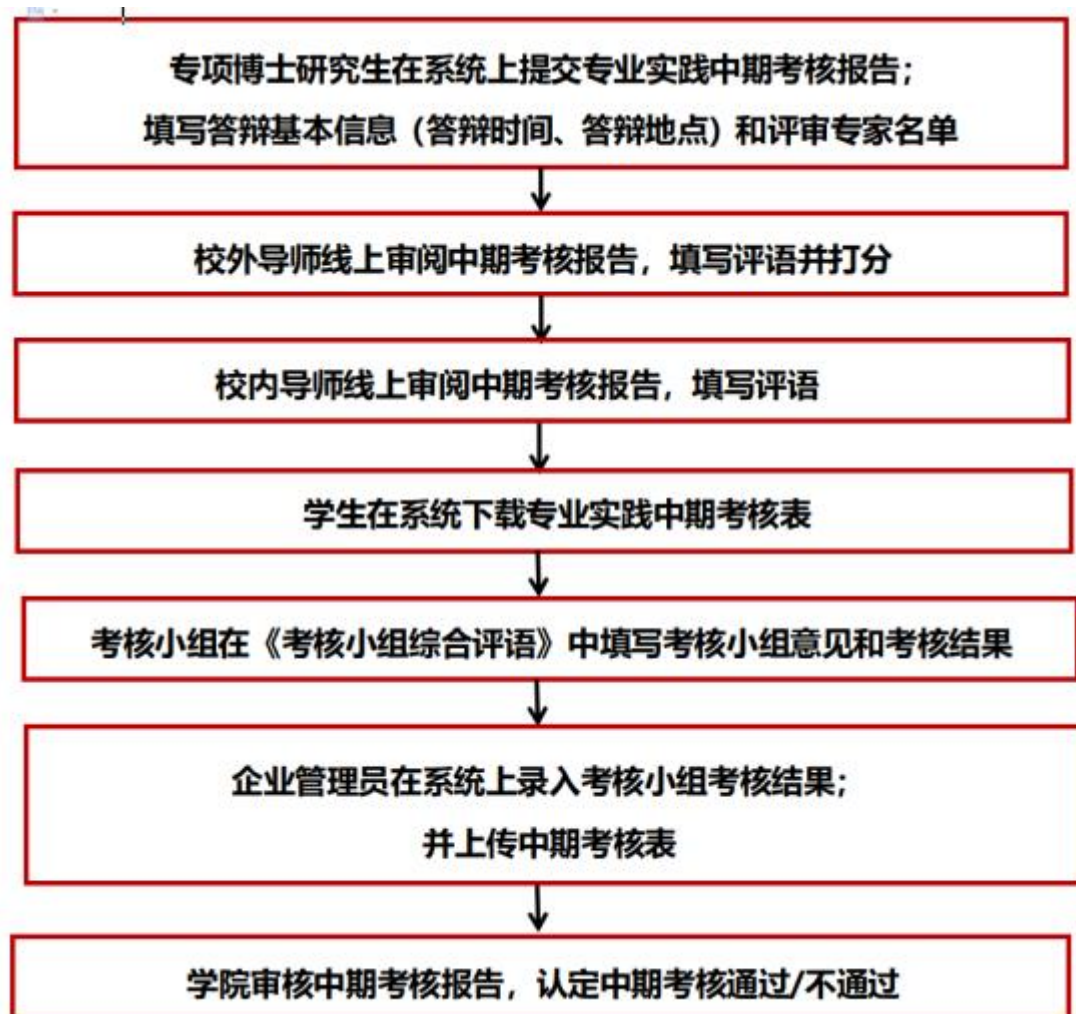 专项博士研究生在系统上提交专业实践中期考核报告；
填写答辩基本信息（答辩时间、答辩地点）和评审专家名单
校外导师线上审阅中期考核报告，填写评语并打分
校内导师线上审阅中期考核报告，填写评语
学生在系统下载专业实践中期考核表
考核小组在《考核小组综合评语》中填写考核小组意见和考核结果
企业管理员在系统上录入考核小组考核结果；
并上传中期考核表
学院审核中期考核报告，认定中期考核通过/不通过